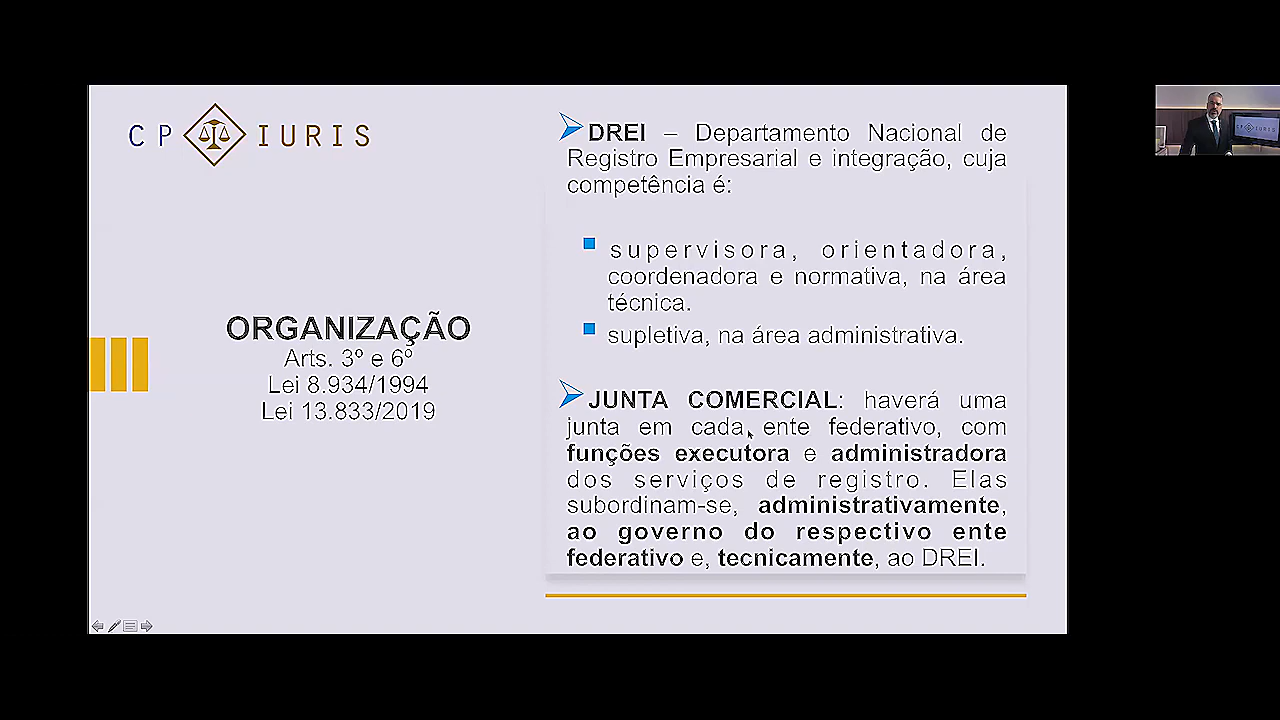 CP IURIS
ORGANIZAÇÃO
Arts. 3º e 6º
Lei 8.934/1994
Lei 13.833/2019
DREI – Departamento Nacional de
Registro Empresarial e integração, cuja
competência é:
supervisora, orientadora,
coordenadora e normativa, na área
técnica.
supletiva, na área administrativa.
JUNTA COMERCIAL: haverá uma
junta em cada ente federativo, com
funções executora e administradora
dos serviços de registro. Elas
subordinam-se, administrativamente,
ao governo do respectivo ente
federativo e, tecnicamente, ao DREI.
CP IURIS